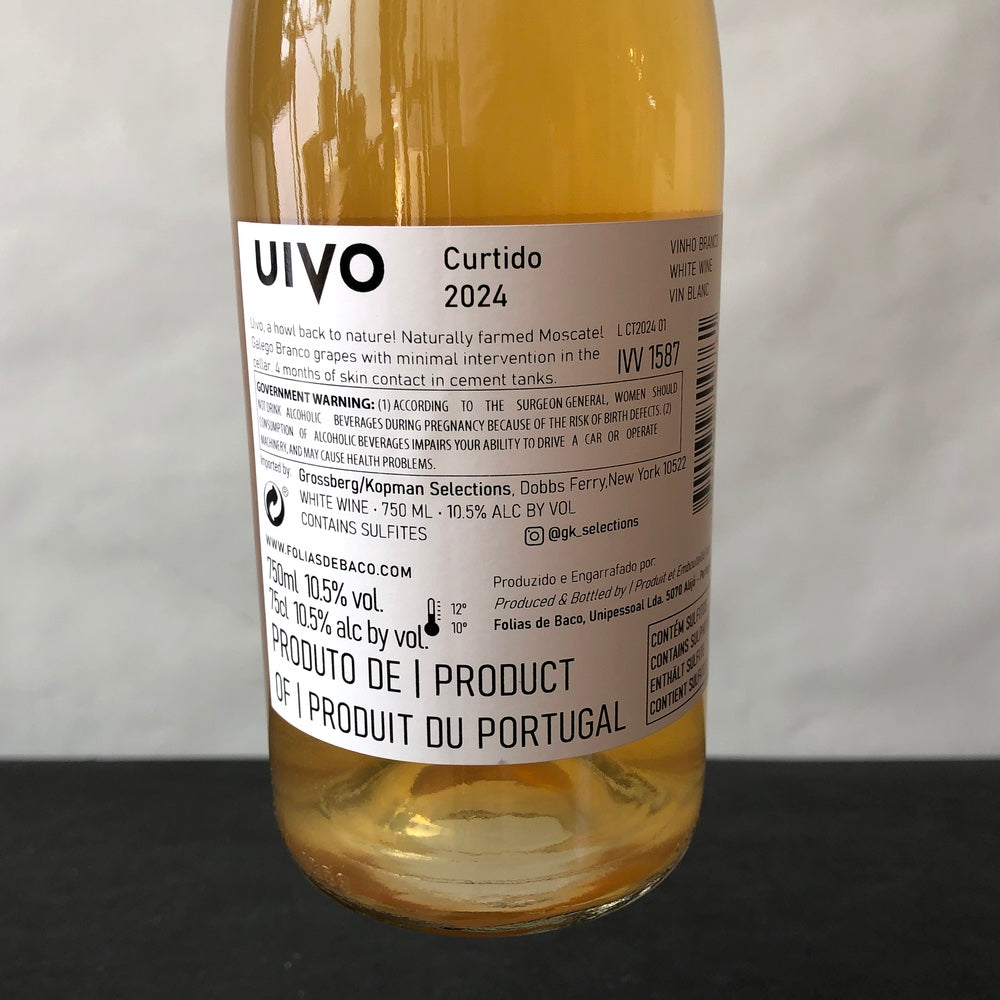 UIVO
Curtido
2024
VINHO BRANCO
WHITE WINE
VIN BLANC
Uivo, a howl back to nature! Naturally farmed Moscatel
Galego Branco grapes with minimal intervention in the
cellar. 4 months of skin contact in cement tanks.
L CT2024 01
IVV 1587
GOVERNMENT WARNING: (1) ACCORDING TO THE SURGEON GENERAL, WOMEN SHOULD
NOT DRINK ALCOHOLIC BEVERAGES DURING PREGNANCY BECAUSE OF THE RISK OF BIRTH DEFECTS. (2)
CONSUMPTION OF ALCOHOLIC BEVERAGES IMPAIRS YOUR ABILITY TO DRIVE A CAR OR OPERATE
MACHINERY, AND MAY CAUSE HEALTH PROBLEMS.
Imported by: Grossberg/Kopman Selections, Dobbs Ferry, New York 10522
WHITE WINE · 750 ML · 10.5% ALC BY VOL
CONTAINS SULFITES
@gk_selections
WWW.FOLIASDEBACO.COM
750ml 10.5% vol.
75cl 10.5% alc by vol.
12°
10°
Produzido e Engarrafado por:
Produced & Bottled by | Produit et
Folias de Baco, Unipessoal Lda. 5070 Alijó -
PRODUTO DE | PRODUCT
OF | PRODUIT DU PORTUGAL
CONTÉM
CONTAINS
ENTHÄLT
CONTIENT